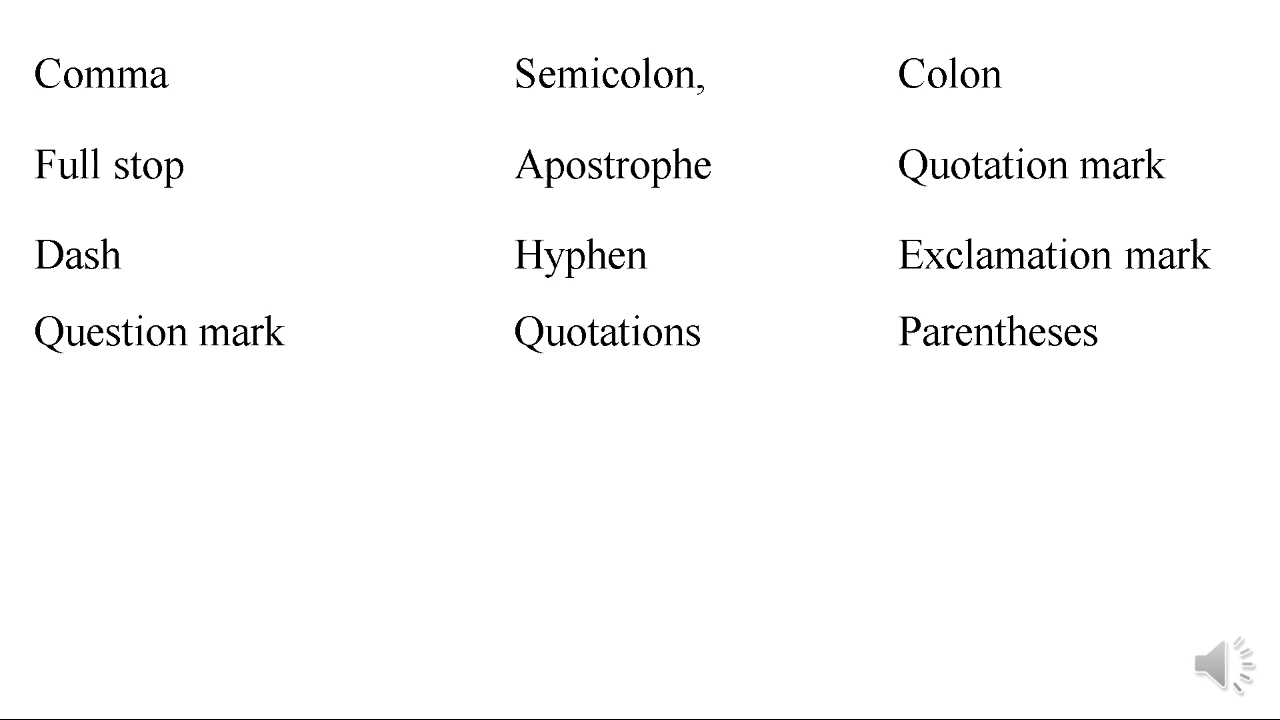 Comma Semicolon, Colon
Full stop Apostrophe Quotation mark
Dash Hyphen Exclamation mark
Question mark Quotations Parentheses